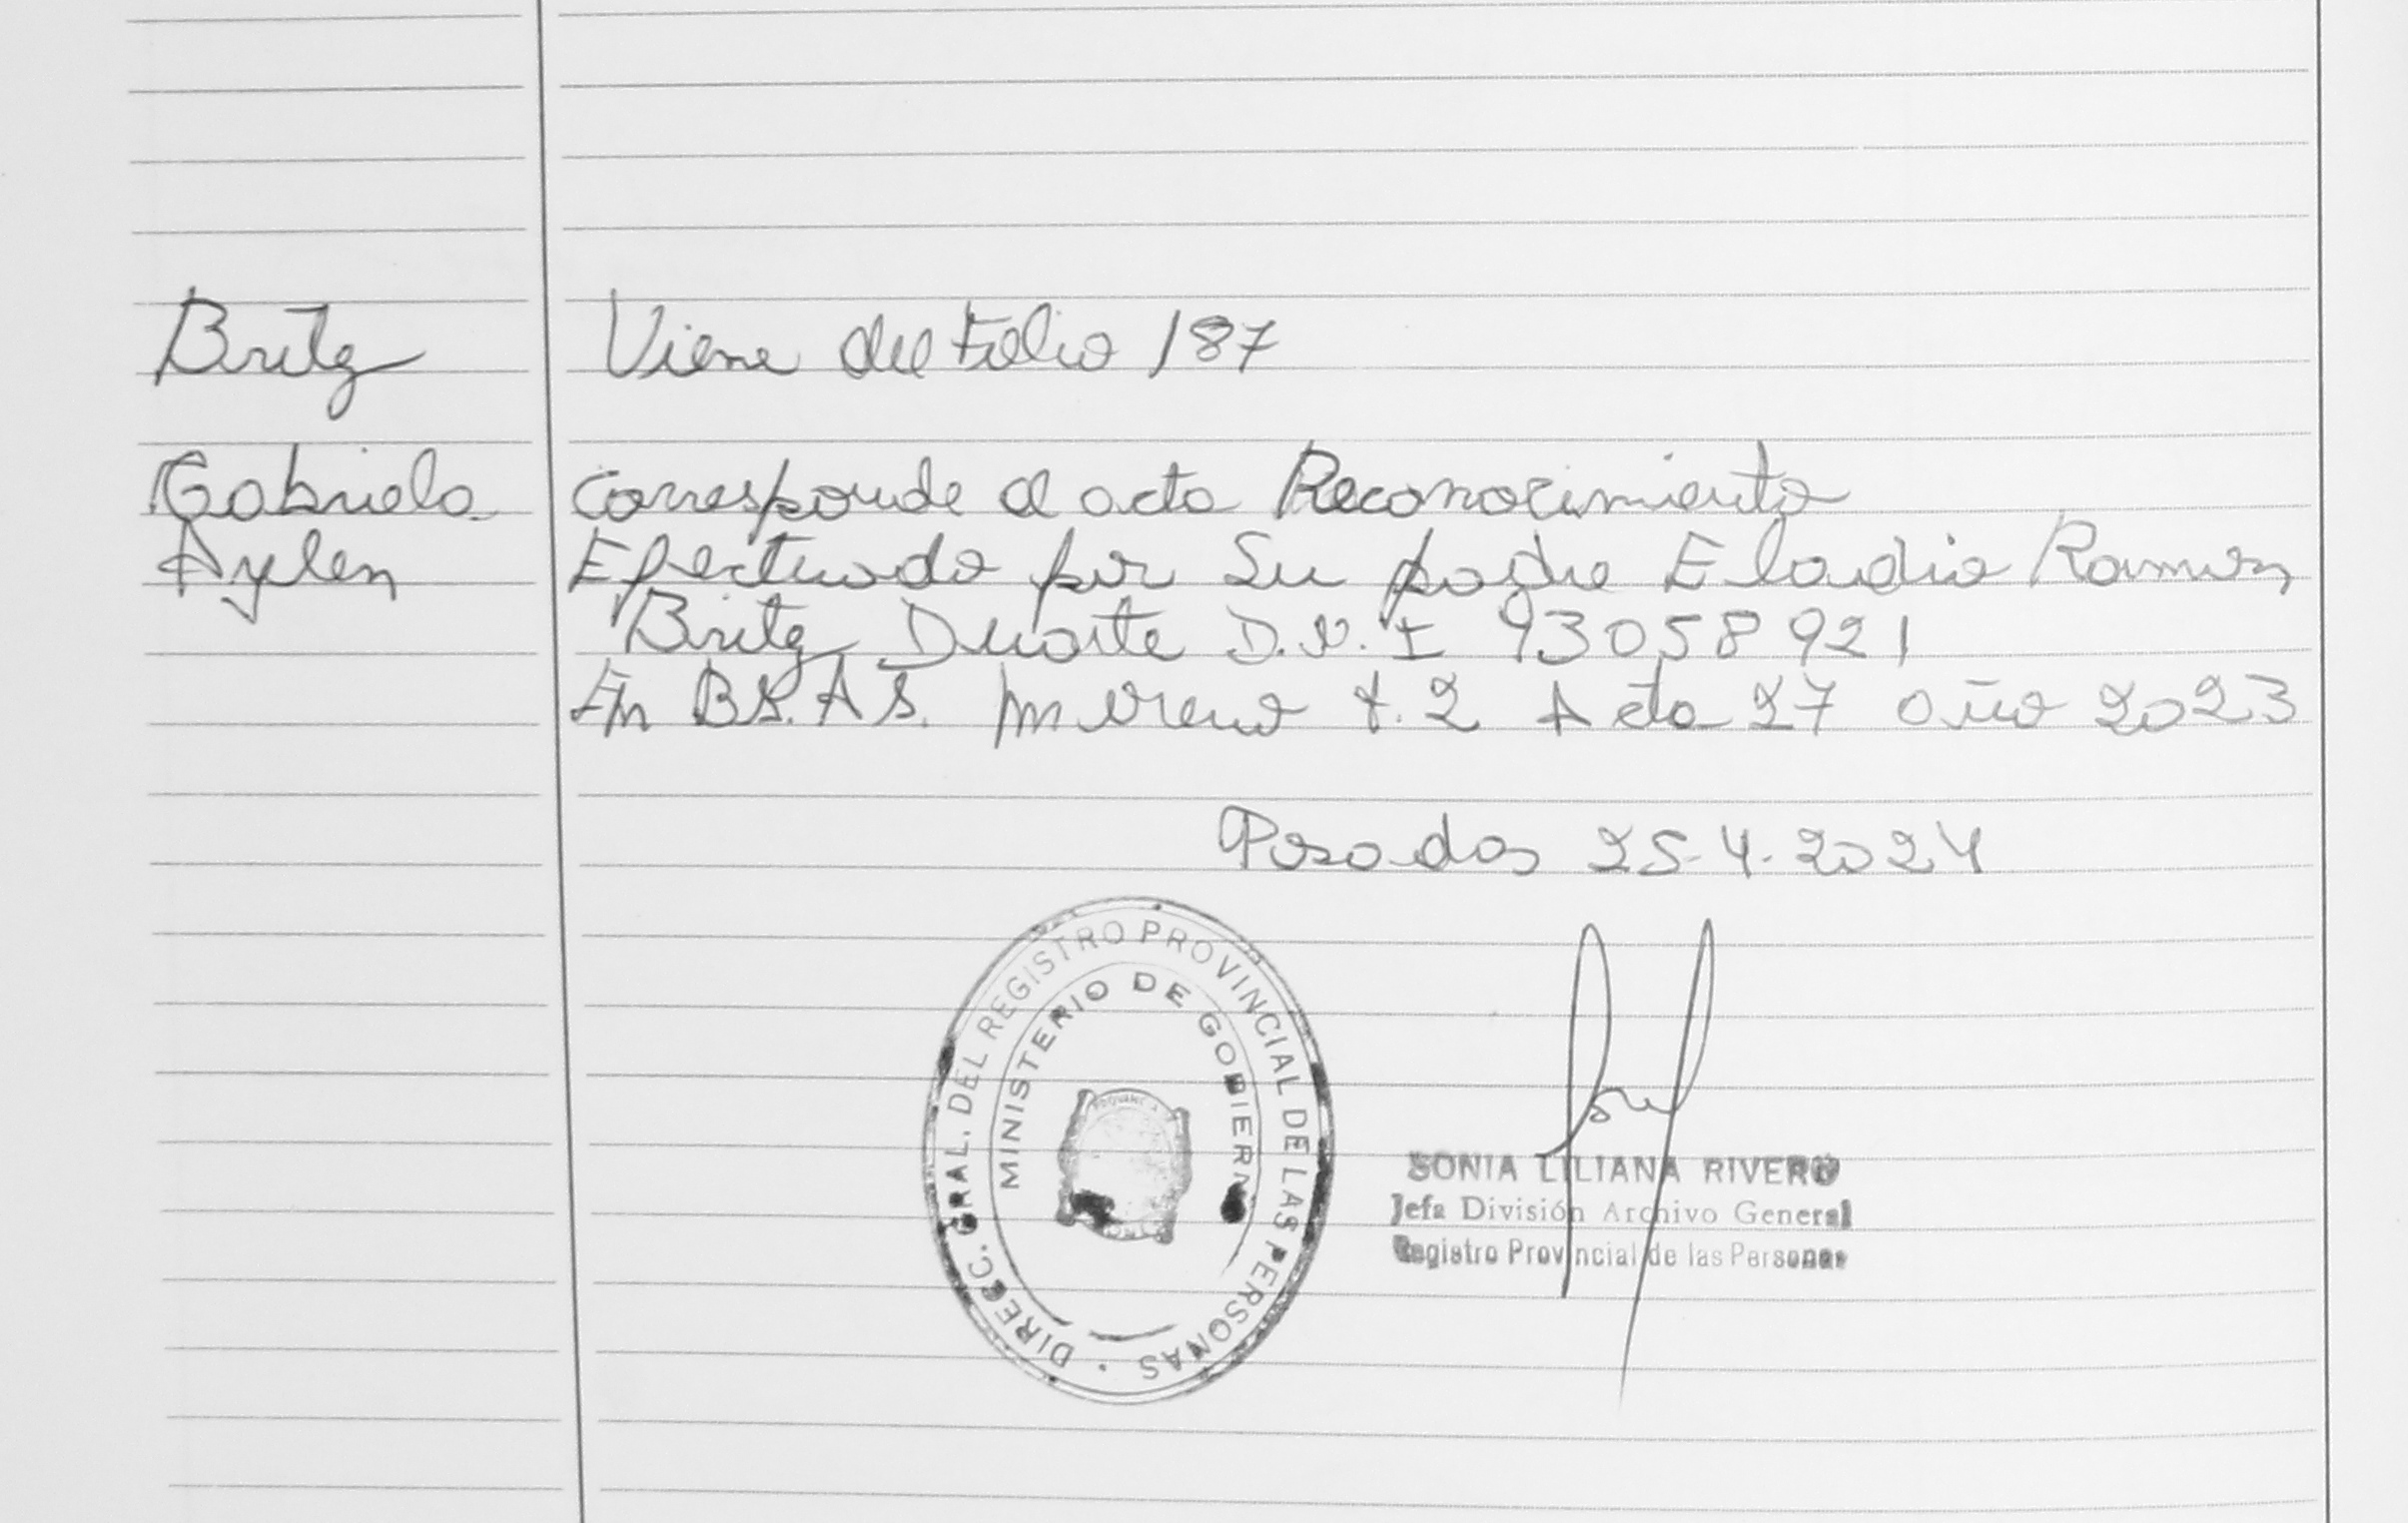 Britz
Viene del Folio 187
Gabriela
Corresponde al acta Reconocimiento
Aylen
Efectuado por su padre Eladio Ramon
Britez Duarte D.N.I 93058921
En BS.AS. Moreno t.2 Acta 27 año 2023
Posadas 25-4-2024
DIRECC. GRAL. DEL REGISTRO PROVINCIAL DE LAS PERSONAS
MINISTERIO DE GOBIERNO
SONIA LILIANA RIVERO
Jefa División Archivo General
Registro Provincial de las Personas